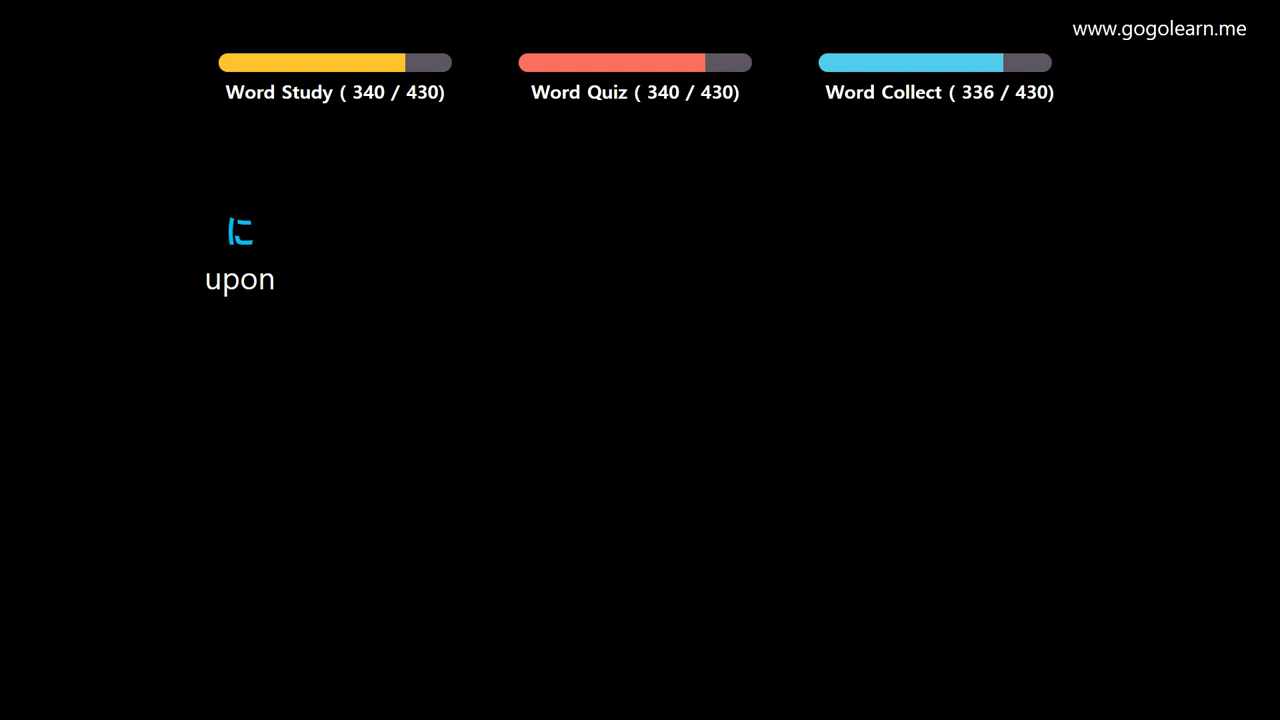 www.gogolearn.me
Word Study ( 340 / 430)
Word Quiz ( 340 / 430)
Word Collect ( 336 / 430)
に
upon